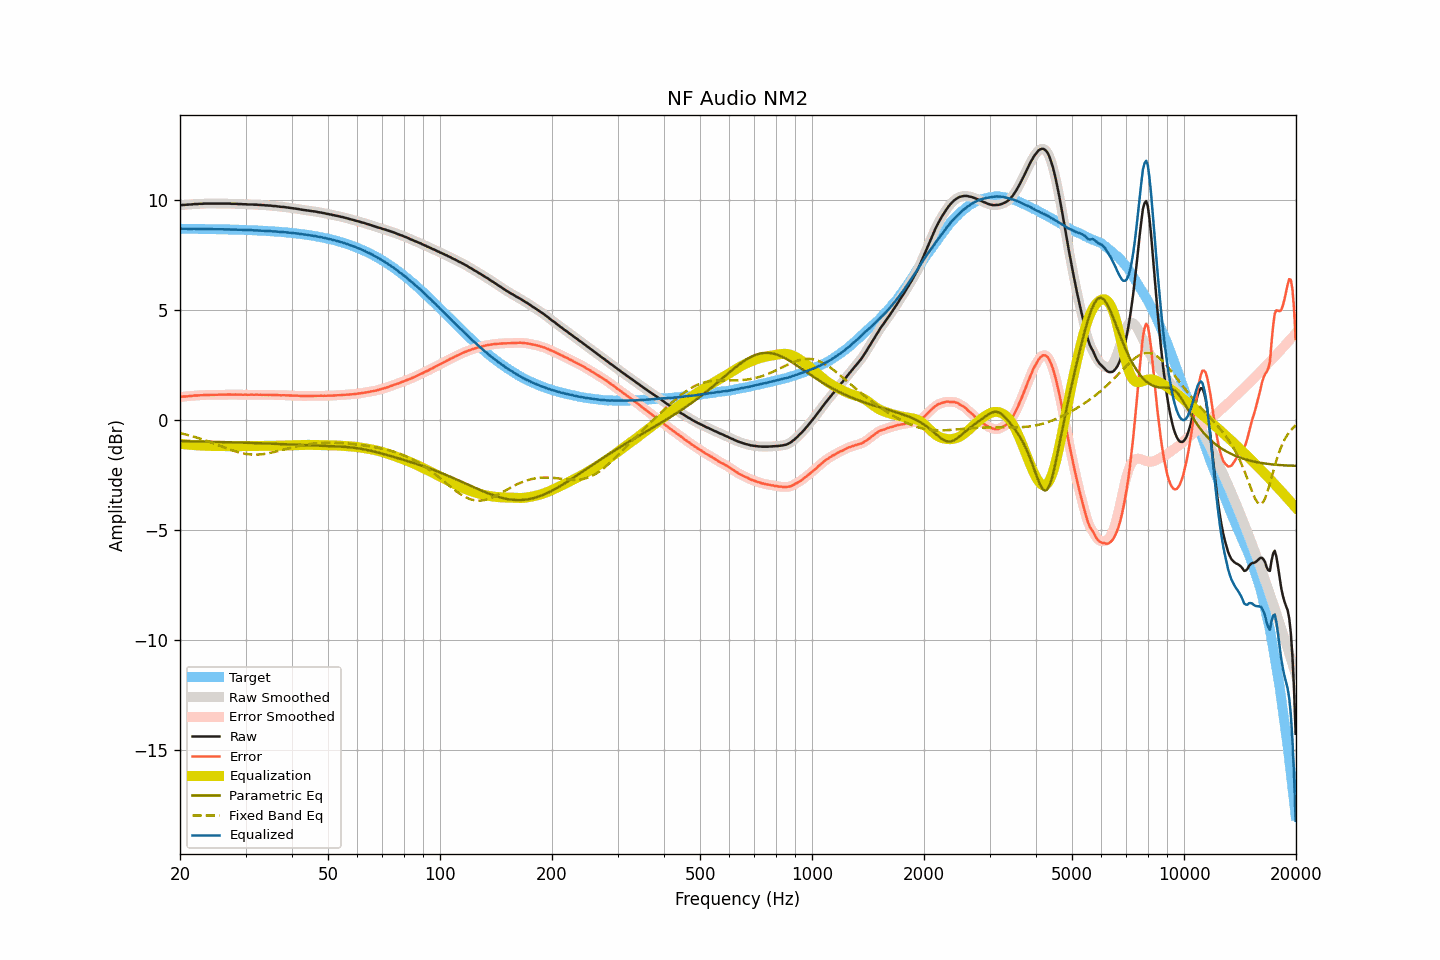 NF Audio NM2
10
5
0
−5
−10
−15
Amplitude (dBr)
Target
Raw Smoothed
Error Smoothed
Raw
Error
Equalization
Parametric Eq
Fixed Band Eq
Equalized
20 50 100 200 500 1000 2000 5000 10000 20000
Frequency (Hz)